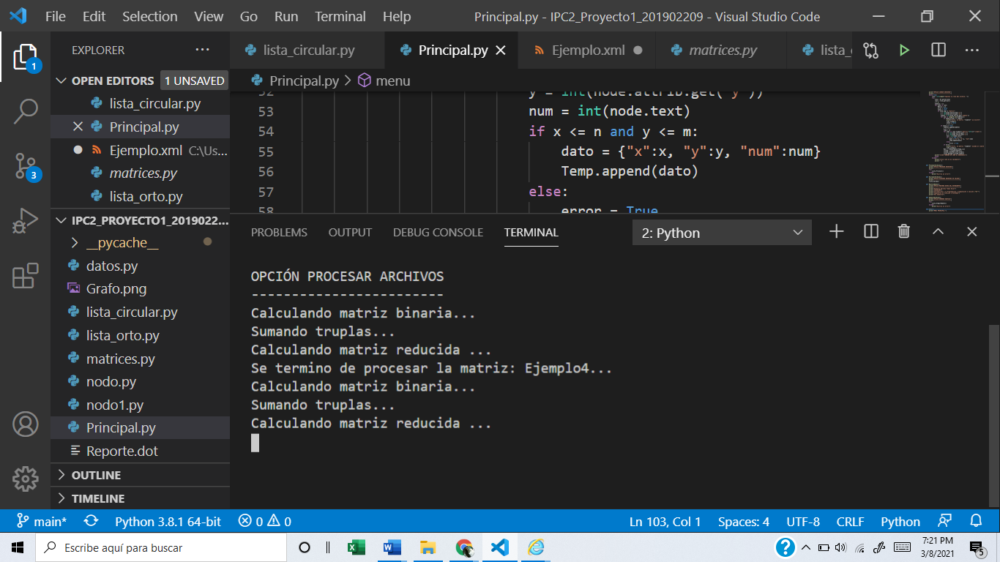 File Edit Selection View Go Run Terminal Help Principal.py - IPC2_Proyecto1_201902209 - Visual Studio Code
EXPLORER
OPEN EDITORS 1 UNSAVED
lista_circular.py
Principal.py
Ejemplo.xml C:\Us...
matrices.py
lista_orto.py
IPC2_PROYECTO1_2019022...
__pycache__
datos.py
Grafo.png
lista_circular.py
lista_orto.py
matrices.py
nodo.py
nodo1.py
Principal.py
Reporte.dot
OUTLINE
TIMELINE
1
3
lista_circular.py Principal.py Ejemplo.xml matrices.py lista_
Principal.py > menu
52 y = int(node.attrib.get('y'))
53 num = int(node.text)
54 if x <= n and y <= m:
55 dato = {"x":x, "y":y, "num":num}
56 Temp.append(dato)
57 else:
58 error = True
PROBLEMS OUTPUT DEBUG CONSOLE TERMINAL 2: Python
OPCIÓN PROCESAR ARCHIVOS
------------------------
Calculando matriz binaria...
Sumando truplas...
Calculando matriz reducida ...
Se termino de procesar la matriz: Ejemplo4...
Calculando matriz binaria...
Sumando truplas...
Calculando matriz reducida ...
main* Python 3.8.1 64-bit 0 0 Ln 103, Col 1 Spaces: 4 UTF-8 CRLF Python
Escribe aquí para buscar
7:21 PM
3/8/2021
5